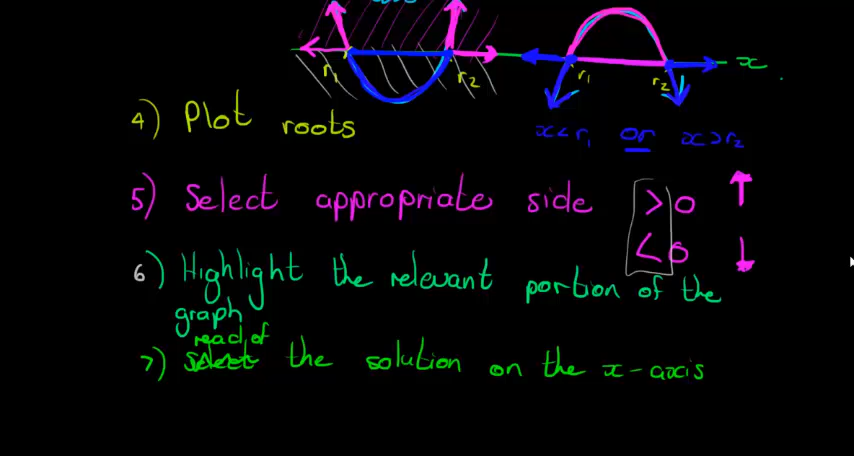 r₁ r₂ r₁ r₂ x
4) Plot roots
x < r₁ or x > r₂
5) Select appropriate side > 0
< 0
6) Highlight the relevant portion of the
graph
read of
7) select the solution on the x-axis